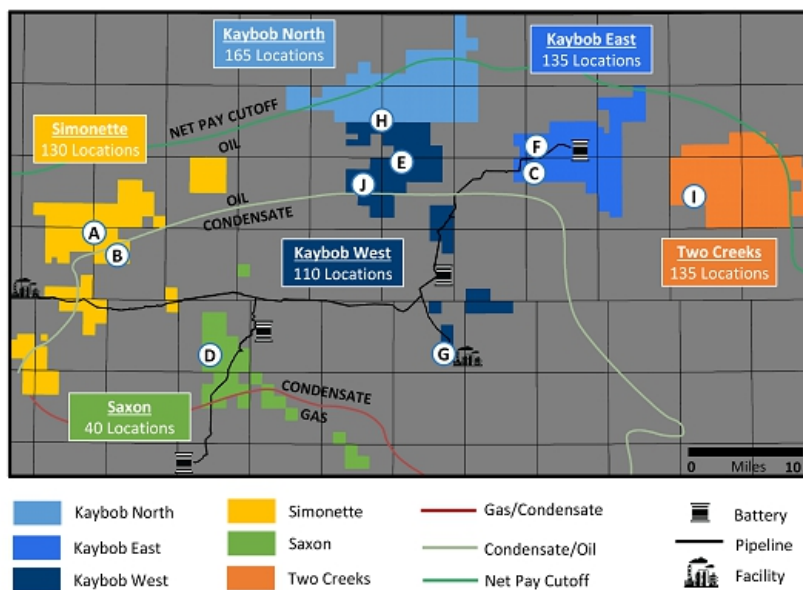 Kaybob North
165 Locations
Kaybob East
135 Locations
NET PAY CUTOFF
OIL
Simonette
130 Locations
H
F
E
C
J
I
OIL
CONDENSATE
A
B
Kaybob West
110 Locations
Two Creeks
135 Locations
D
G
CONDENSATE
GAS
Saxon
40 Locations
0 Miles 10
Kaybob North
Simonette
Gas/Condensate
Battery
Kaybob East
Saxon
Condensate/Oil
Pipeline
Kaybob West
Two Creeks
Net Pay Cutoff
Facility